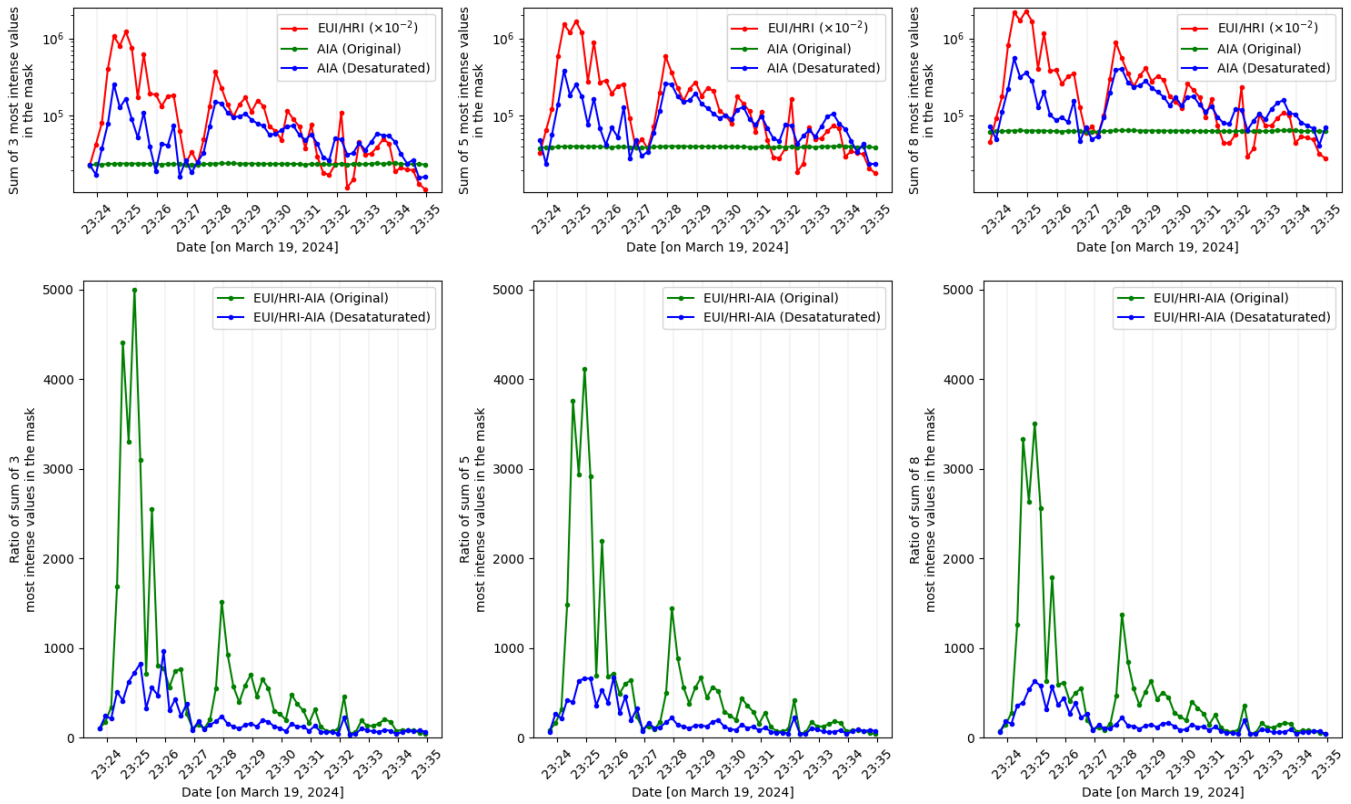 Sum of 3 most intense values
in the mask
10^6
10^5
EUI/HRI (×10^−2)
AIA (Original)
AIA (Desaturated)
23:24
23:25
23:26
23:27
23:28
23:29
23:30
23:31
23:32
23:33
23:34
23:35
Date [on March 19, 2024]
Sum of 5 most intense values
in the mask
10^6
10^5
EUI/HRI (×10^−2)
AIA (Original)
AIA (Desaturated)
23:24
23:25
23:26
23:27
23:28
23:29
23:30
23:31
23:32
23:33
23:34
23:35
Date [on March 19, 2024]
Sum of 8 most intense values
in the mask
10^6
10^5
EUI/HRI (×10^−2)
AIA (Original)
AIA (Desaturated)
23:24
23:25
23:26
23:27
23:28
23:29
23:30
23:31
23:32
23:33
23:34
23:35
Date [on March 19, 2024]
Ratio of sum of 3
most intense values in the mask
5000
4000
3000
2000
1000
0
EUI/HRI-AIA (Original)
EUI/HRI-AIA (Desataturated)
23:24
23:25
23:26
23:27
23:28
23:29
23:30
23:31
23:32
23:33
23:34
23:35
Date [on March 19, 2024]
Ratio of sum of 5
most intense values in the mask
5000
4000
3000
2000
1000
0
EUI/HRI-AIA (Original)
EUI/HRI-AIA (Desataturated)
23:24
23:25
23:26
23:27
23:28
23:29
23:30
23:31
23:32
23:33
23:34
23:35
Date [on March 19, 2024]
Ratio of sum of 8
most intense values in the mask
5000
4000
3000
2000
1000
0
EUI/HRI-AIA (Original)
EUI/HRI-AIA (Desataturated)
23:24
23:25
23:26
23:27
23:28
23:29
23:30
23:31
23:32
23:33
23:34
23:35
Date [on March 19, 2024]